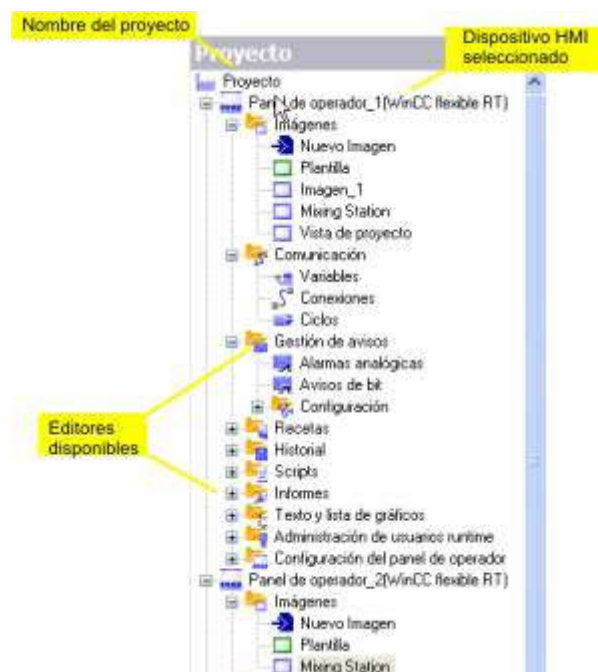 Nombre del proyecto
Dispositivo HMI
seleccionado
Proyecto
Proyecto
Panel de operador_1(WinCC flexible RT)
Imágenes
Nuevo Imagen
Plantilla
Imagen_1
Mixing Station
Vista de proyecto
Comunicación
Variables
Conexiones
Ciclos
Gestión de avisos
Alarmas analógicas
Avisos de bit
Configuración
Editores
disponibles
Recetas
Historial
Scripts
Informes
Texto y lista de gráficos
Administración de usuarios runtime
Configuración del panel de operador
Panel de operador_2(WinCC flexible RT)
Imágenes
Nuevo Imagen
Plantilla
Mixing Station